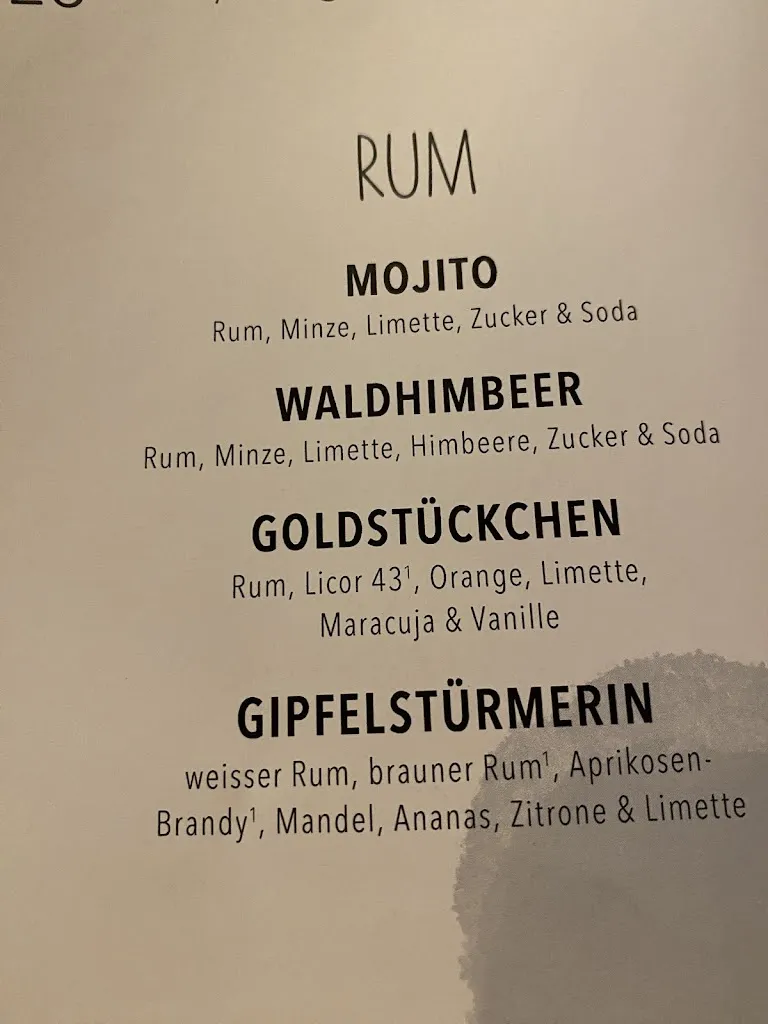 RUM
MOJITO
Rum, Minze, Limette, Zucker & Soda
WALDHIMBEER
Rum, Minze, Limette, Himbeere, Zucker & Soda
GOLDSTÜCKCHEN
Rum, Licor 43¹, Orange, Limette,
Maracuja & Vanille
GIPFELSTÜRMERIN
weisser Rum, brauner Rum¹, Aprikosen-
Brandy¹, Mandel, Ananas, Zitrone & Limette